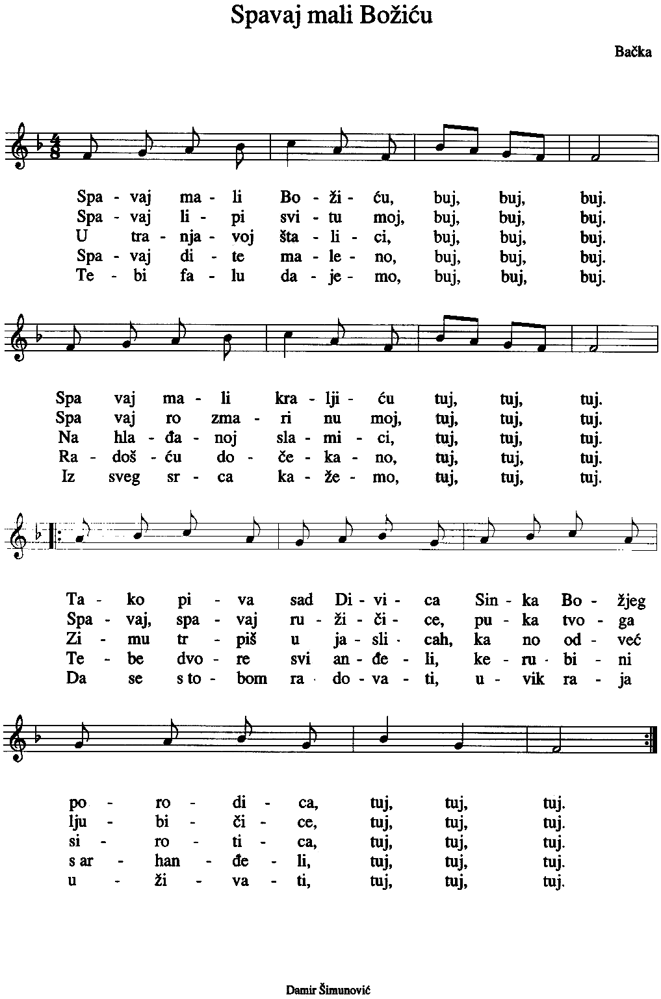 Spavaj mali Božiću
Bačka
4
8
Spa - vaj ma - li Bo - ži - ću, buj, buj, buj.
Spa - vaj li - pi svi - tu moj, buj, buj, buj.
U tra - nja - voj šta - li - ci, buj, buj, buj.
Spa - vaj di - te ma - le - no, buj, buj, buj.
Te - bi fa - lu da - je - mo, buj, buj, buj.
Spa vaj ma - li kra - lji - ću tuj, tuj, tuj.
Spa vaj ro zma - ri nu moj, tuj, tuj, tuj.
Na hla - đa - noj sla - mi - ci, tuj, tuj, tuj.
Ra - doš - ću do - če - ka - no, tuj, tuj, tuj.
Iz sveg sr - ca ka - že - mo, tuj, tuj, tuj.
Ta - ko pi - va sad Di - vi - ca Sin - ka Bo - žjeg
Spa - vaj, spa - vaj ru - ži - či - ce, pu - ka tvo - ga
Zi - mu tr - piš u ja - sli - cah, ka no od - već
Te - be dvo - re svi an - đe - li, ke - ru - bi - ni
Da se s to - bom ra - do - va - ti, u - vik ra - ja
po - ro - di - ca, tuj, tuj, tuj.
lju - bi - či - ce, tuj, tuj, tuj.
si - ro - ti - ca, tuj, tuj, tuj.
s ar - han - đe - li, tuj, tuj, tuj.
u - ži - va - ti, tuj, tuj, tuj.
Damir Šimunović